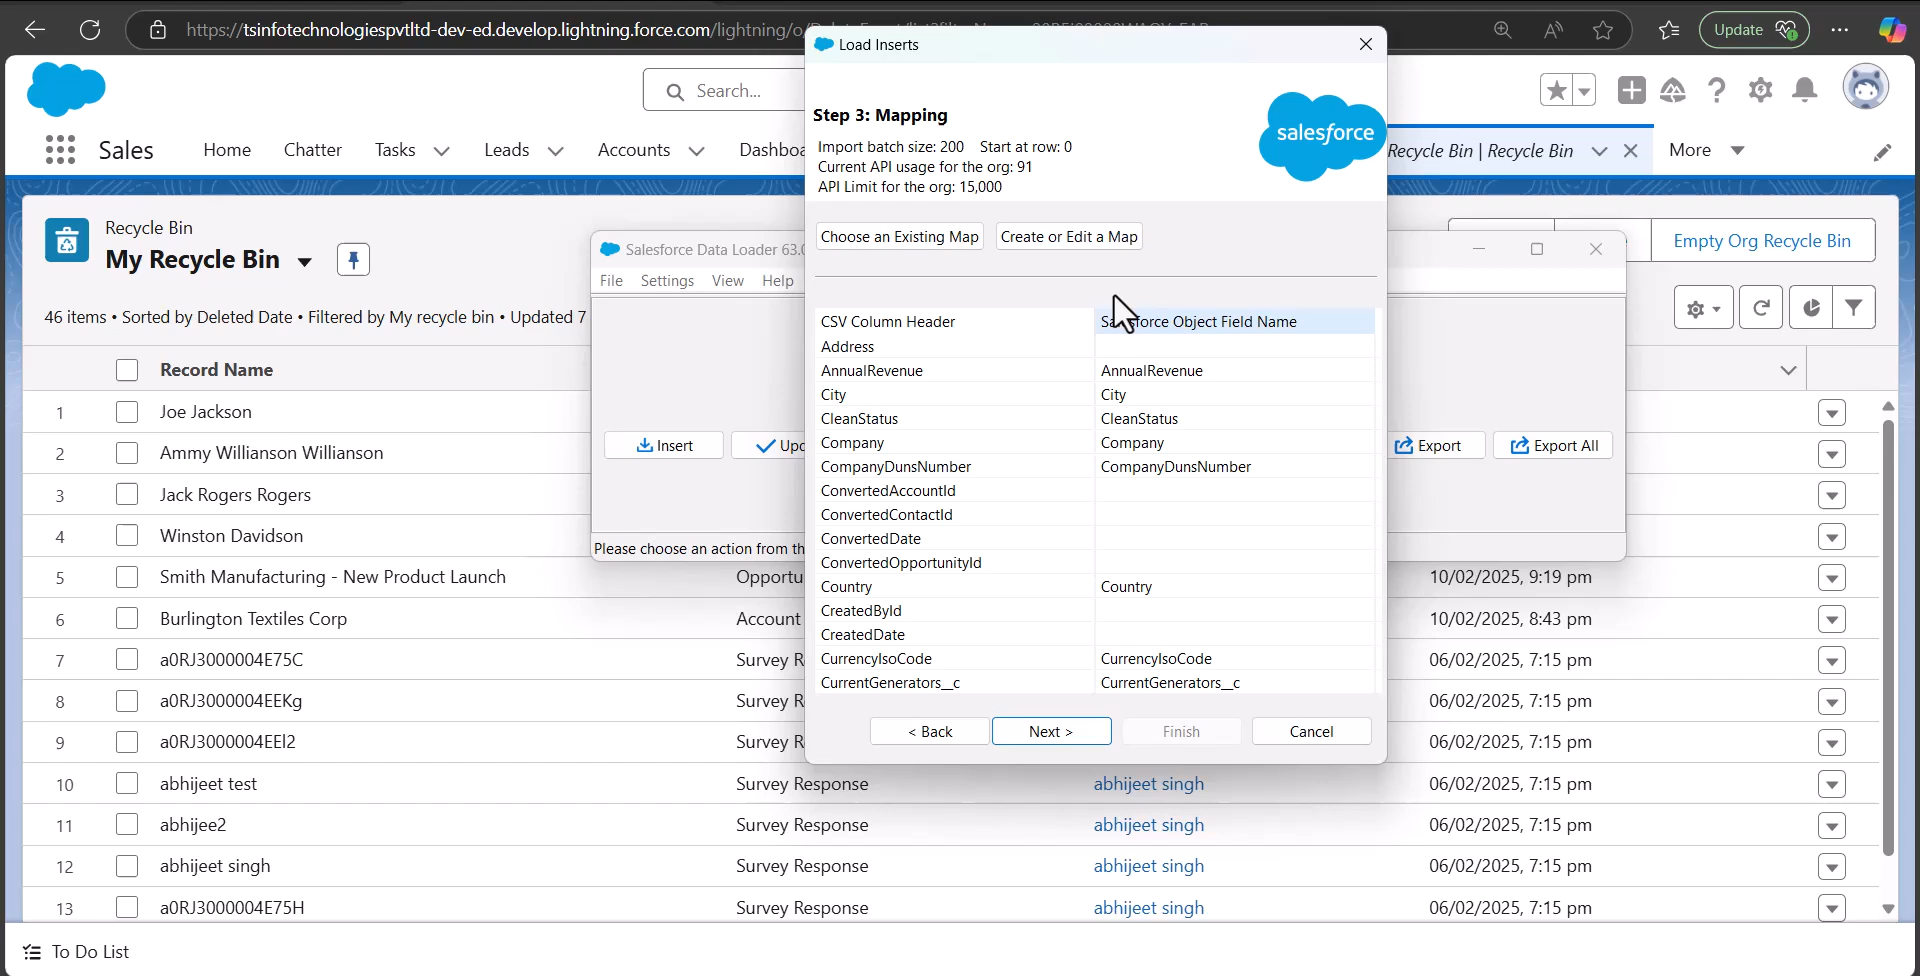 https://tsinfotechnologiespvtltd-dev-ed.develop.lightning.force.com/lightning/o/
Update
Load Inserts
Search...
Step 3: Mapping
salesforce
Import batch size: 200 Start at row: 0
Current API usage for the org: 91
API Limit for the org: 15,000
Sales
Home
Chatter
Tasks
Leads
Accounts
Recycle Bin | Recycle Bin
More
Recycle Bin
My Recycle Bin
Choose an Existing Map
Create or Edit a Map
Empty Org Recycle Bin
Salesforce Data Loader 63.0
File Settings View Help
46 items • Sorted by Deleted Date • Filtered by My recycle bin • Updated 7
CSV Column Header
Address
AnnualRevenue AnnualRevenue
City City
CleanStatus CleanStatus
Company Company
CompanyDunsNumber CompanyDunsNumber
ConvertedAccountId
ConvertedContactId
ConvertedDate
ConvertedOpportunityId
Country Country
CreatedById
CreatedDate
CurrencyIsoCode CurrencyIsoCode
CurrentGenerators__c CurrentGenerators__c
< Back
Next >
Finish
Cancel
Insert
Export
Export All
Please choose an action from
Record Name
1 Joe Jackson
2 Ammy Willianson Willianson
3 Jack Rogers Rogers
4 Winston Davidson
5 Smith Manufacturing - New Product Launch 10/02/2025, 9:19 pm
6 Burlington Textiles Corp Account 10/02/2025, 8:43 pm
7 a0RJ3000004E75C Survey 06/02/2025, 7:15 pm
8 a0RJ3000004EEKg Survey 06/02/2025, 7:15 pm
9 a0RJ3000004EEl2 Survey 06/02/2025, 7:15 pm
10 abhijeet test Survey Response abhijeet singh 06/02/2025, 7:15 pm
11 abhijee2 Survey Response abhijeet singh 06/02/2025, 7:15 pm
12 abhijeet singh Survey Response abhijeet singh 06/02/2025, 7:15 pm
13 a0RJ3000004E75H Survey Response abhijeet singh 06/02/2025, 7:15 pm
To Do List